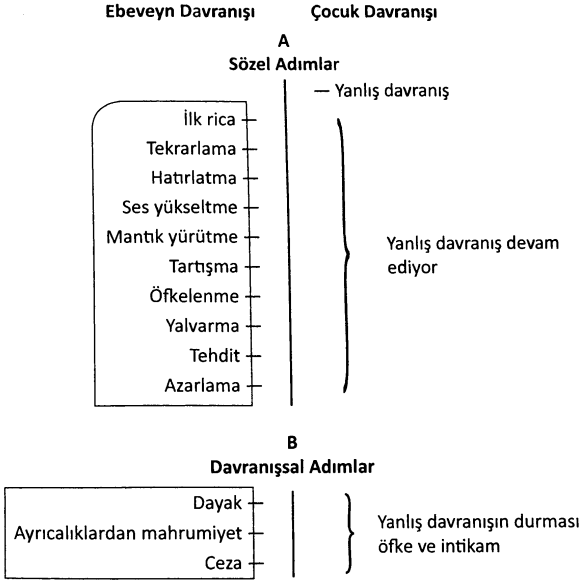 Ebeveyn Davranışı Çocuk Davranışı
A
Sözel Adımlar
— Yanlış davranış
İlk rica
Tekrarlama
Hatırlatma
Ses yükseltme
Mantık yürütme
Tartışma
Öfkelenme
Yalvarma
Tehdit
Azarlama
Yanlış davranış devam
ediyor
B
Davranışsal Adımlar
Dayak
Ayrıcalıklardan mahrumiyet
Ceza
Yanlış davranışın durması
öfke ve intikam